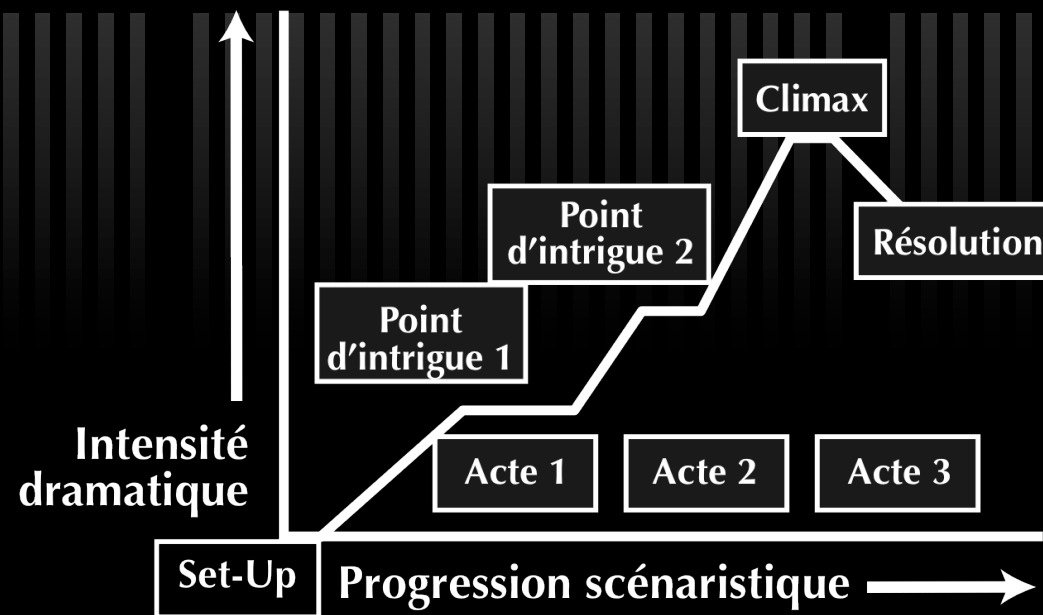 Climax
Point
d'intrigue 2
Résolution
Point
d'intrigue 1
Intensité
dramatique
Acte 1
Acte 2
Acte 3
Set-Up
Progression scénaristique